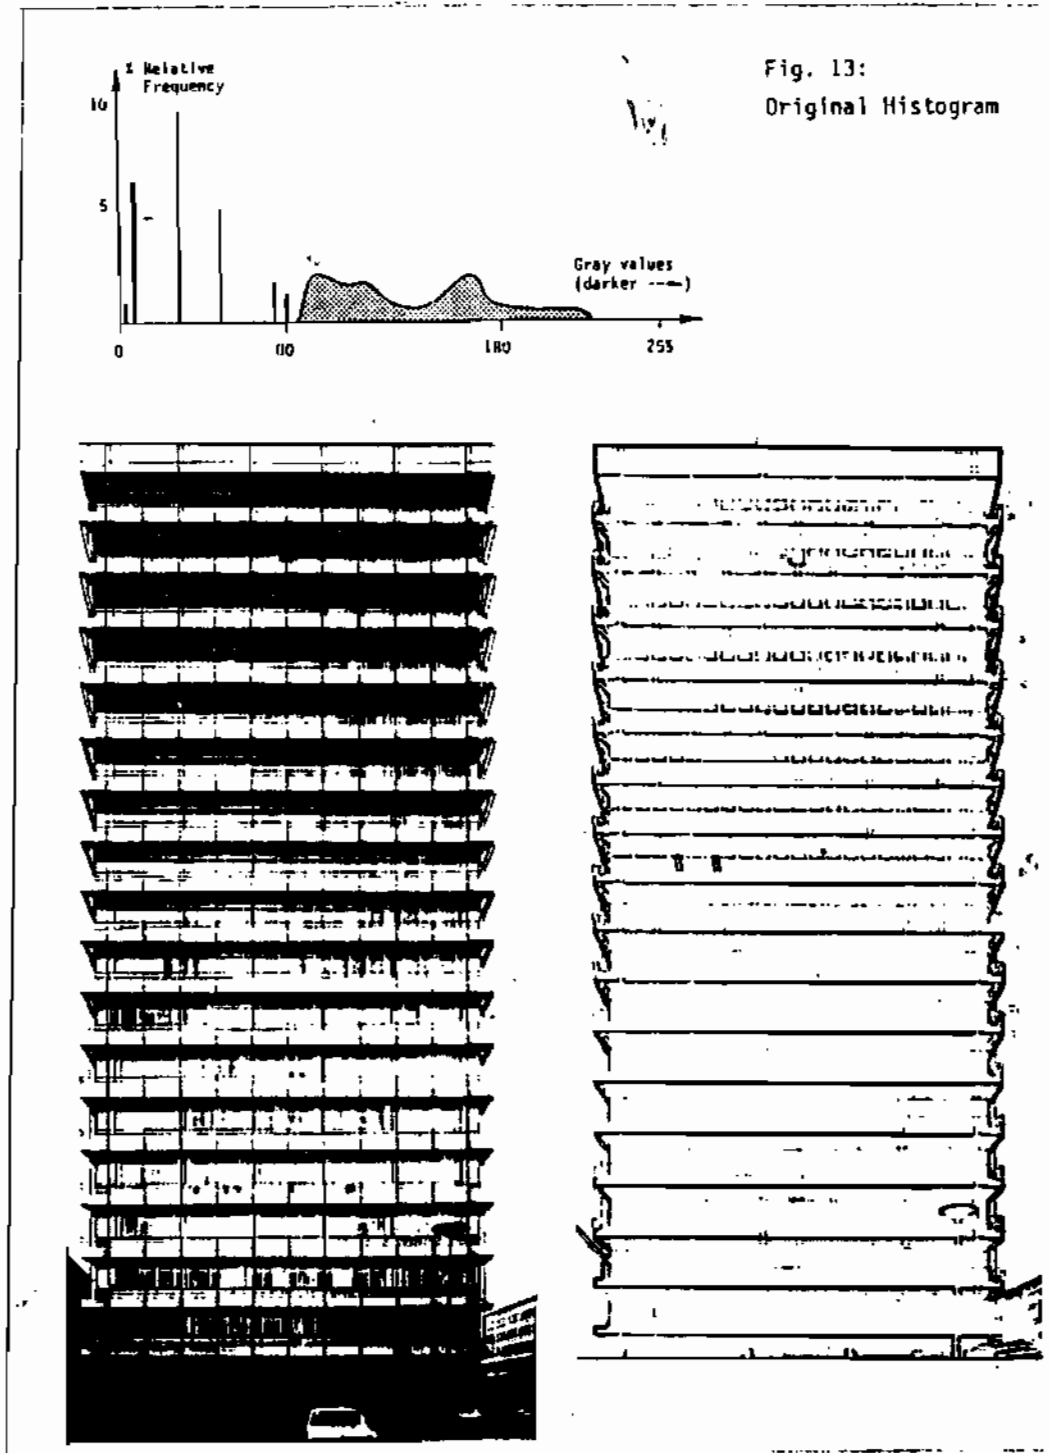 % Relative
Frequency
10
5
Gray values
(darker ---)
0
180
255
Fig. 13:
Original Histogram